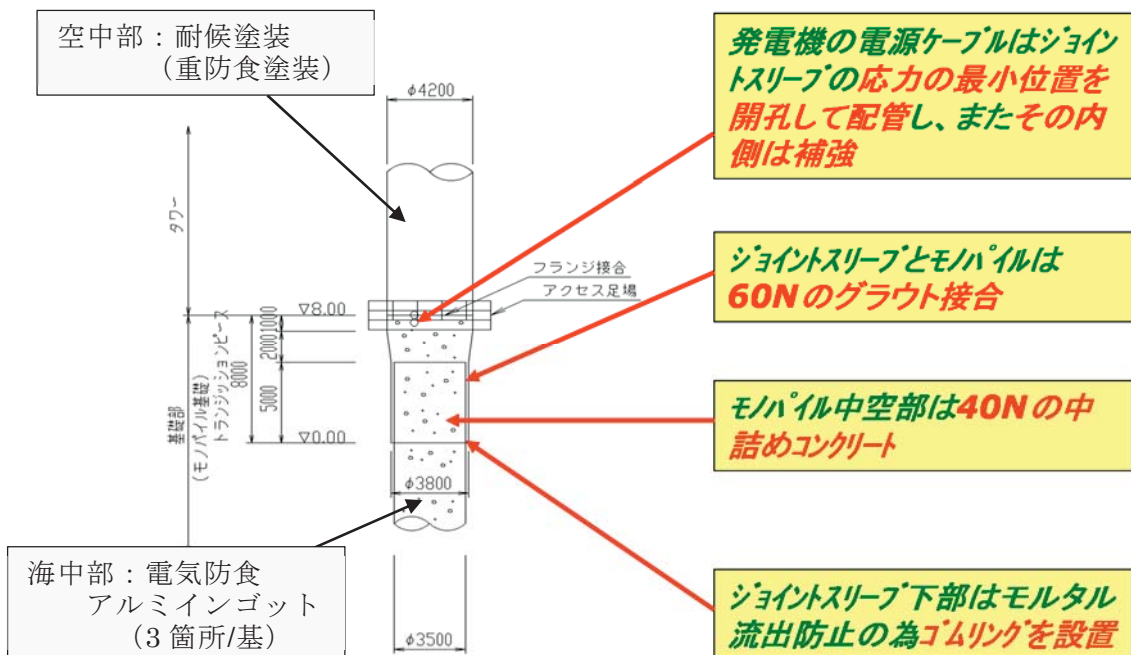 空中部：耐候塗装
（重防食塗装）
発電機の電源ケーブルはジョイン
トスリーブの応力の最小位置を
開孔して配管し、またその内
側は補強
φ4200
タワー
フランジ接合
アクセス足場
▽8.00
1000
2000
5000
8000
トランジッションピース
基礎部
（モノパイル基礎）
▽0.00
ジョイントスリーブとモノパイルは
60Nのグラウト接合
モノパイル中空部は40Nの中
詰めコンクリート
φ3800
海中部：電気防食
アルミインゴット
（3 箇所/基）
φ3500
ジョイントスリーブ下部はモルタル
流出防止の為ゴムリングを設置